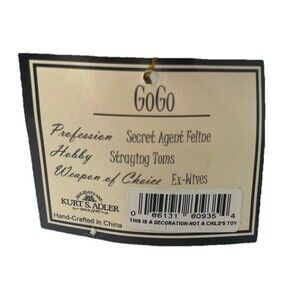 GoGo
Profession Secret Agent Feline
Hobby Straying Toms
Weapon of Choice Ex-Wives
KURT S. ADLER
Hand-Crafted in China
0 86131 80935 4
THIS IS A DECORATION-NOT A CHILD'S TOY